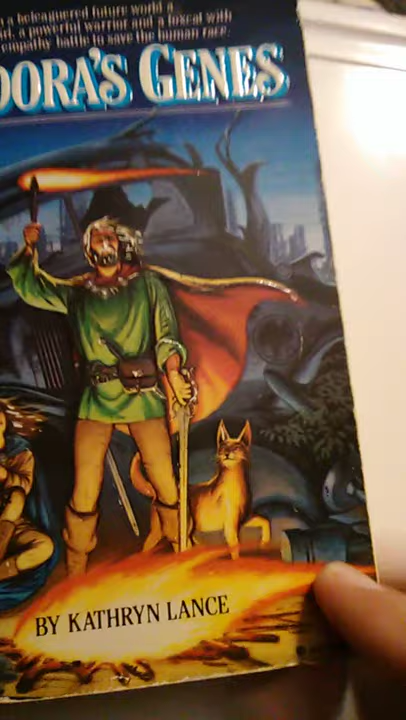 a beleaguered future world a
a powerful warrior and a foxcat with
empathy battle to save the human race.
DORA'S GENES
BY KATHRYN LANCE